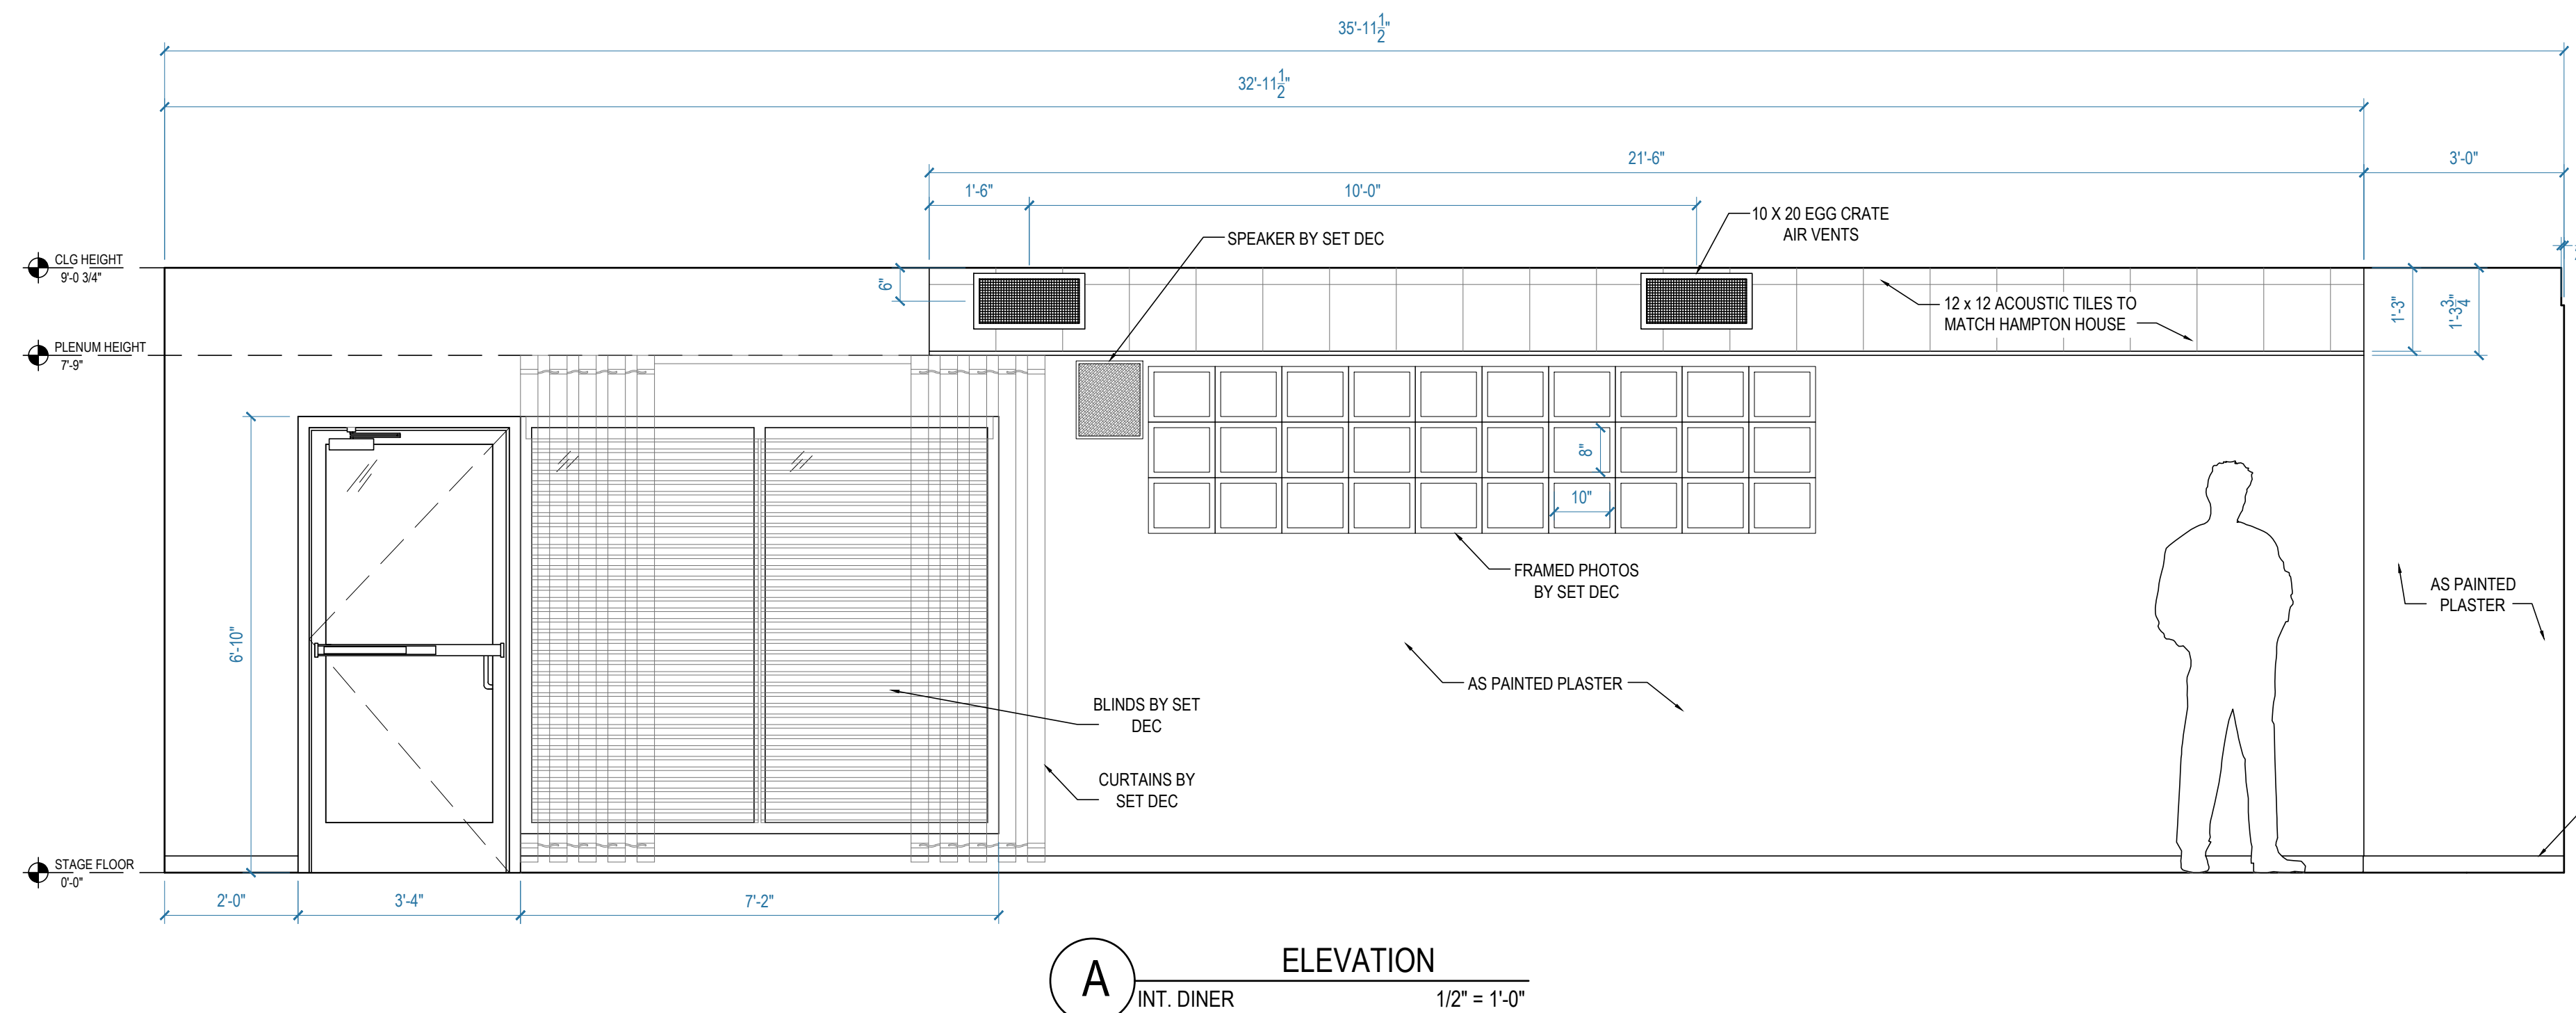 35'-11 1/2"
32'-11 1/2"
21'-6"
3'-0"
1'-6"
10'-0"
10 X 20 EGG CRATE
AIR VENTS
SPEAKER BY SET DEC
CLG HEIGHT
9'-0 3/4"
6"
12 x 12 ACOUSTIC TILES TO
MATCH HAMPTON HOUSE
1'-3"
1'-3 3/4"
PLENUM HEIGHT
7'-9"
8"
10"
FRAMED PHOTOS
BY SET DEC
AS PAINTED
PLASTER
6'-10"
AS PAINTED PLASTER
BLINDS BY SET
DEC
CURTAINS BY
SET DEC
STAGE FLOOR
0'-0"
2'-0"
3'-4"
7'-2"
A
ELEVATION
INT. DINER
1/2" = 1'-0"